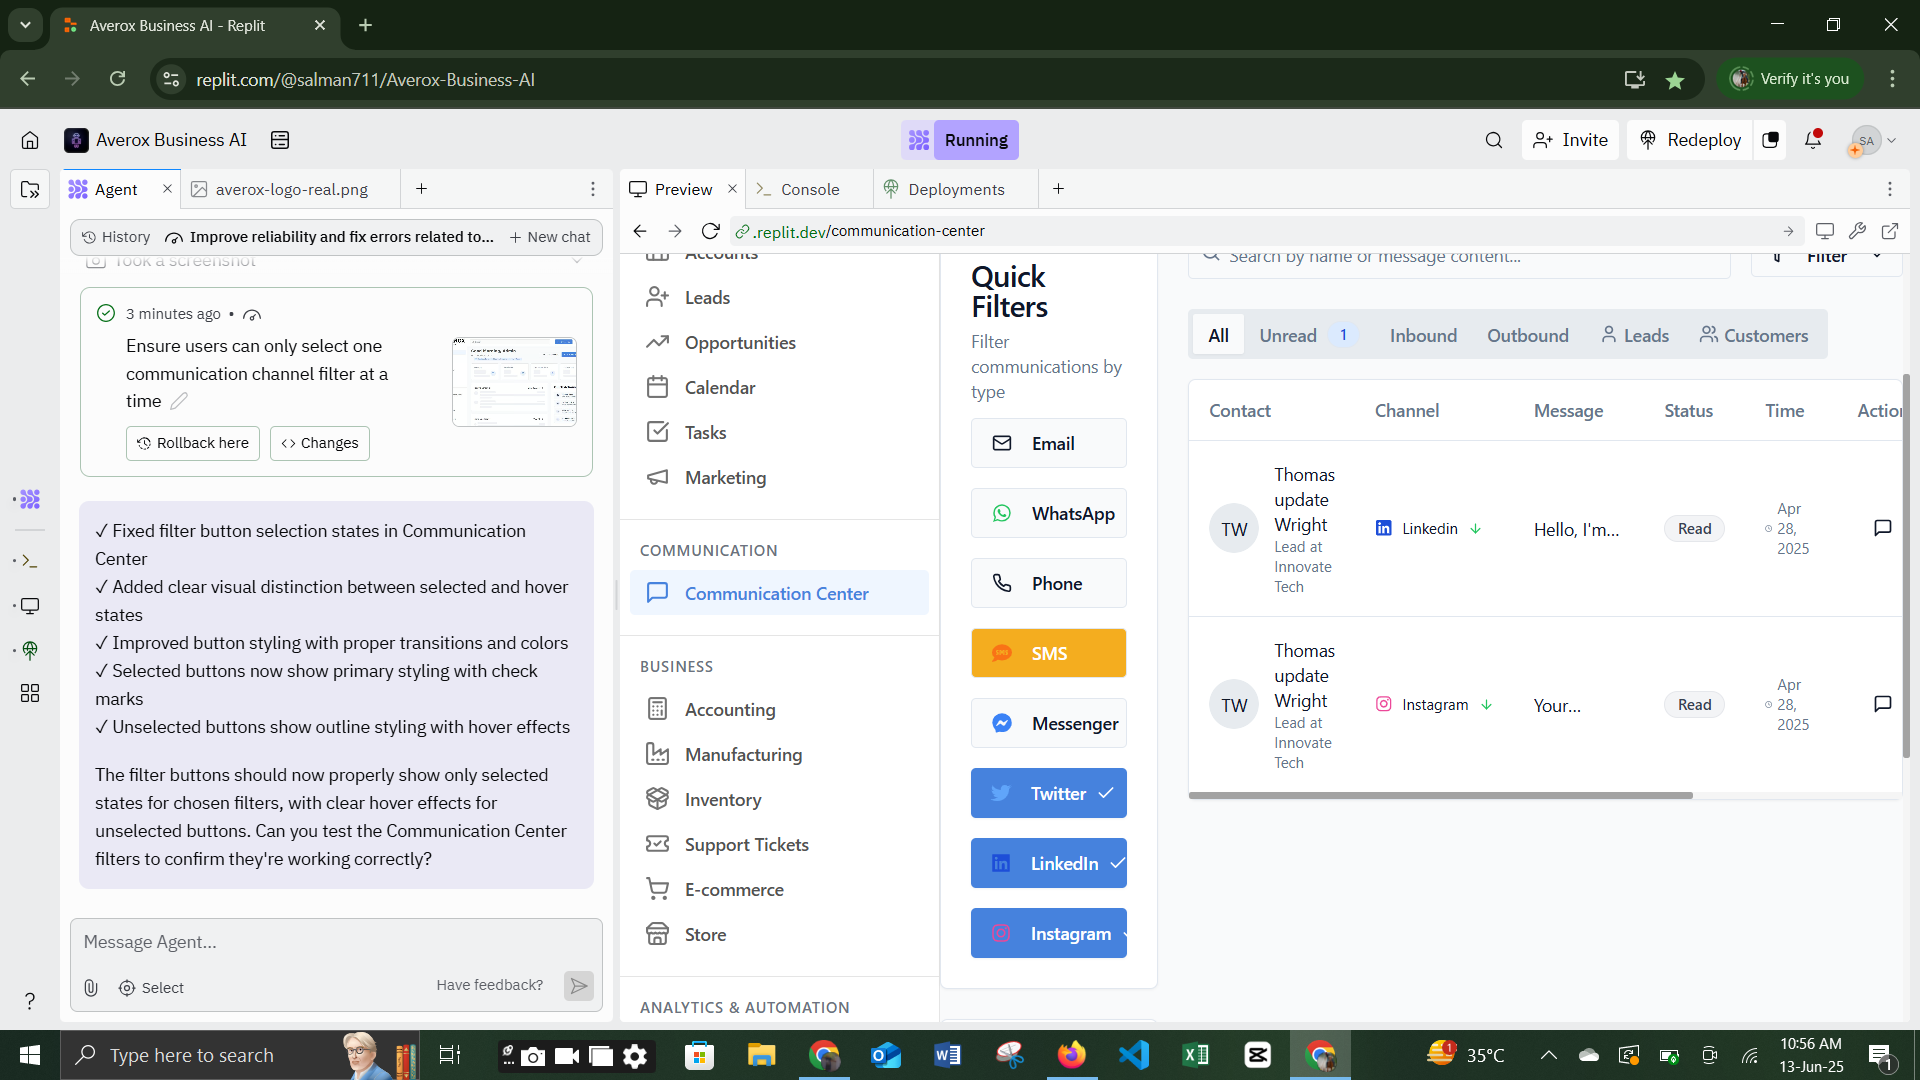 Averox Business AI - Replit
replit.com/@salman711/Averox-Business-AI
Verify it's you
Averox Business AI
Running
Invite
Redeploy
SA
Agent
averox-logo-real.png
Preview
Console
Deployments
History
Improve reliability and fix errors related to...
New chat
.replit.dev/communication-center
Took a screenshot
3 minutes ago •
Ensure users can only select one
communication channel filter at a
time
Rollback here
Changes
✓ Fixed filter button selection states in Communication
Center
✓ Added clear visual distinction between selected and hover
states
✓ Improved button styling with proper transitions and colors
✓ Selected buttons now show primary styling with check
marks
✓ Unselected buttons show outline styling with hover effects
The filter buttons should now properly show only selected
states for chosen filters, with clear hover effects for
unselected buttons. Can you test the Communication Center
filters to confirm they're working correctly?
Message Agent...
Select
Have feedback?
Accounts
Leads
Opportunities
Calendar
Tasks
Marketing
COMMUNICATION
Communication Center
BUSINESS
Accounting
Manufacturing
Inventory
Support Tickets
E-commerce
Store
ANALYTICS & AUTOMATION
Quick
Filters
Filter
communications by
type
Email
WhatsApp
Phone
SMS
Messenger
Twitter
LinkedIn
Instagram
Search by name or message content...
Filter
All
Unread 1
Inbound
Outbound
Leads
Customers
Contact
Channel
Message
Status
Time
Action
TW
Thomas
update
Wright
Lead at
Innovate
Tech
Linkedin
Hello, I'm...
Read
Apr
28,
2025
TW
Thomas
update
Wright
Lead at
Innovate
Tech
Instagram
Your...
Read
Apr
28,
2025
Type here to search
1
35°C
10:56 AM
13-Jun-25
1